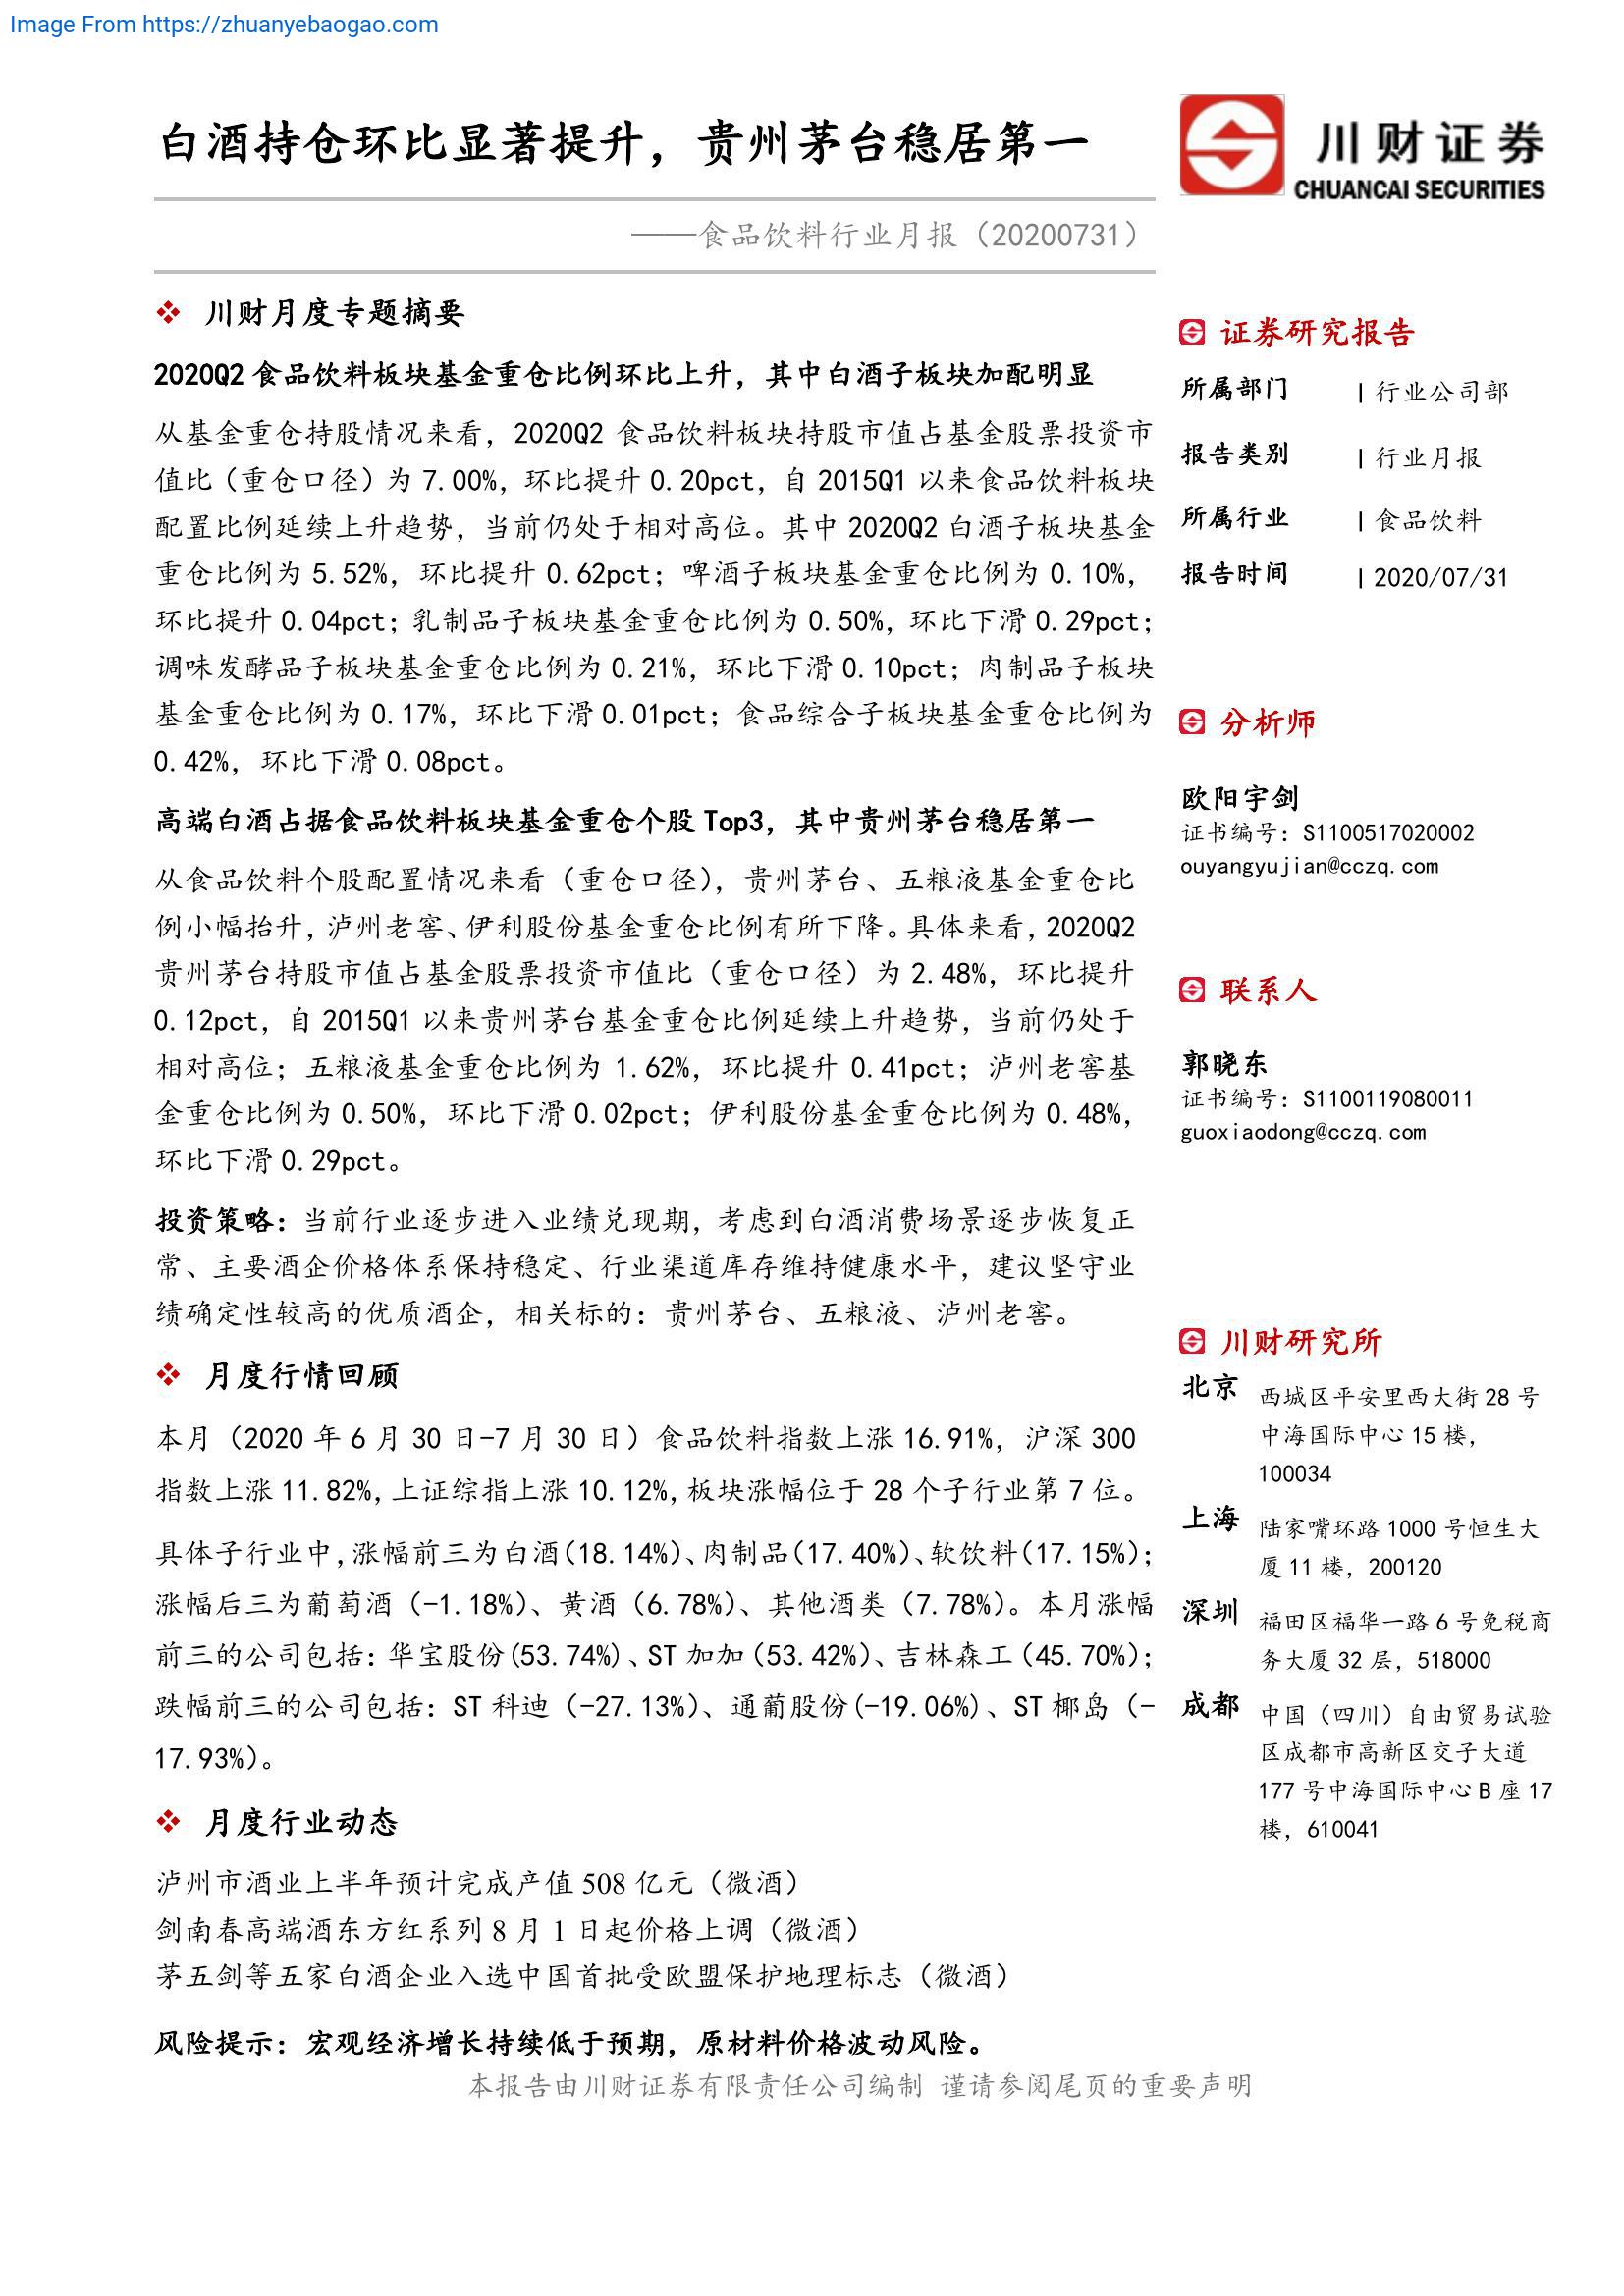 Image From https://zhuanyebaogao.com
白酒持仓环比显著提升，贵州茅台稳居第一
——食品饮料行业月报（20200731）
川财证券
CHUANCAI SECURITIES
川财月度专题摘要
2020Q2 食品饮料板块基金重仓比例环比上升，其中白酒子板块加配明显
从基金重仓持股情况来看，2020Q2 食品饮料板块持股市值占基金股票投资市
值比（重仓口径）为 7.00%，环比提升 0.20pct，自 2015Q1 以来食品饮料板块
配置比例延续上升趋势，当前仍处于相对高位。其中 2020Q2 白酒子板块基金
重仓比例为 5.52%，环比提升 0.62pct；啤酒子板块基金重仓比例为 0.10%，
环比提升 0.04pct；乳制品子板块基金重仓比例为 0.50%，环比下滑 0.29pct；
调味发酵品子板块基金重仓比例为 0.21%，环比下滑 0.10pct；肉制品子板块
基金重仓比例为 0.17%，环比下滑 0.01pct；食品综合子板块基金重仓比例为
0.42%，环比下滑 0.08pct。
高端白酒占据食品饮料板块基金重仓个股 Top3，其中贵州茅台稳居第一
从食品饮料个股配置情况来看（重仓口径），贵州茅台、五粮液基金重仓比
例小幅抬升，泸州老窖、伊利股份基金重仓比例有所下降。具体来看，2020Q2
贵州茅台持股市值占基金股票投资市值比（重仓口径）为 2.48%，环比提升
0.12pct，自 2015Q1 以来贵州茅台基金重仓比例延续上升趋势，当前仍处于
相对高位；五粮液基金重仓比例为 1.62%，环比提升 0.41pct；泸州老窖基
金重仓比例为 0.50%，环比下滑 0.02pct；伊利股份基金重仓比例为 0.48%，
环比下滑 0.29pct。
投资策略：当前行业逐步进入业绩兑现期，考虑到白酒消费场景逐步恢复正
常、主要酒企价格体系保持稳定、行业渠道库存维持健康水平，建议坚守业
绩确定性较高的优质酒企，相关标的：贵州茅台、五粮液、泸州老窖。
月度行情回顾
本月（2020 年 6 月 30 日-7 月 30 日）食品饮料指数上涨 16.91%，沪深 300
指数上涨 11.82%，上证综指上涨 10.12%，板块涨幅位于 28 个子行业第 7 位。
具体子行业中，涨幅前三为白酒（18.14%）、肉制品（17.40%）、软饮料（17.15%）；
涨幅后三为葡萄酒（-1.18%）、黄酒（6.78%）、其他酒类（7.78%）。本月涨幅
前三的公司包括：华宝股份（53.74%）、ST 加加（53.42%）、吉林森工（45.70%）；
跌幅前三的公司包括：ST 科迪（-27.13%）、通葡股份（-19.06%）、ST 椰岛（-
17.93%）。
月度行业动态
泸州市酒业上半年预计完成产值 508 亿元（微酒）
剑南春高端酒东方红系列 8 月 1 日起价格上调（微酒）
茅五剑等五家白酒企业入选中国首批受欧盟保护地理标志（微酒）
风险提示：宏观经济增长持续低于预期，原材料价格波动风险。
证券研究报告
所属部门 | 行业公司部
报告类别 | 行业月报
所属行业 | 食品饮料
报告时间 | 2020/07/31
分析师
欧阳宇剑
证书编号：S1100517020002
ouyangyujian@cczq.com
联系人
郭晓东
证书编号：S1100119080011
guoxiaodong@cczq.com
川财研究所
北京 西城区平安里西大街 28 号
中海国际中心 15 楼，
100034
上海 陆家嘴环路 1000 号恒生大
厦 11 楼，200120
深圳 福田区福华一路 6 号免税商
务大厦 32 层，518000
成都 中国（四川）自由贸易试验
区成都市高新区交子大道
177 号中海国际中心 B 座 17
楼，610041
本报告由川财证券有限责任公司编制 谨请参阅尾页的重要声明